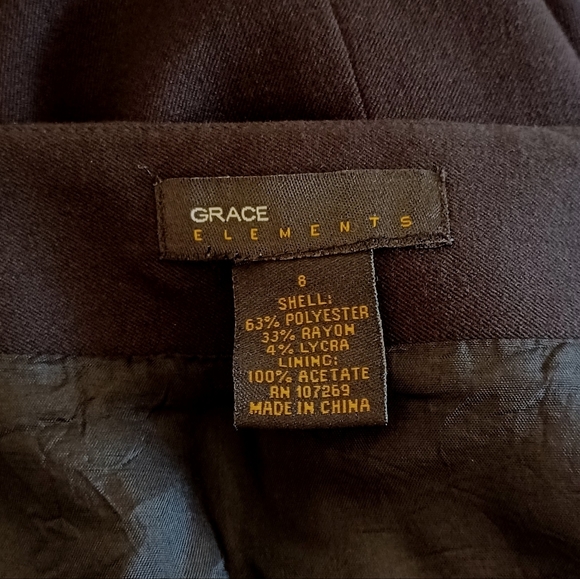 GRACE
ELEMENTS
8
SHELL:
63% POLYESTER
33% RAYON
4% LYCRA
LINING:
100% ACETATE
RN 107269
MADE IN CHINA